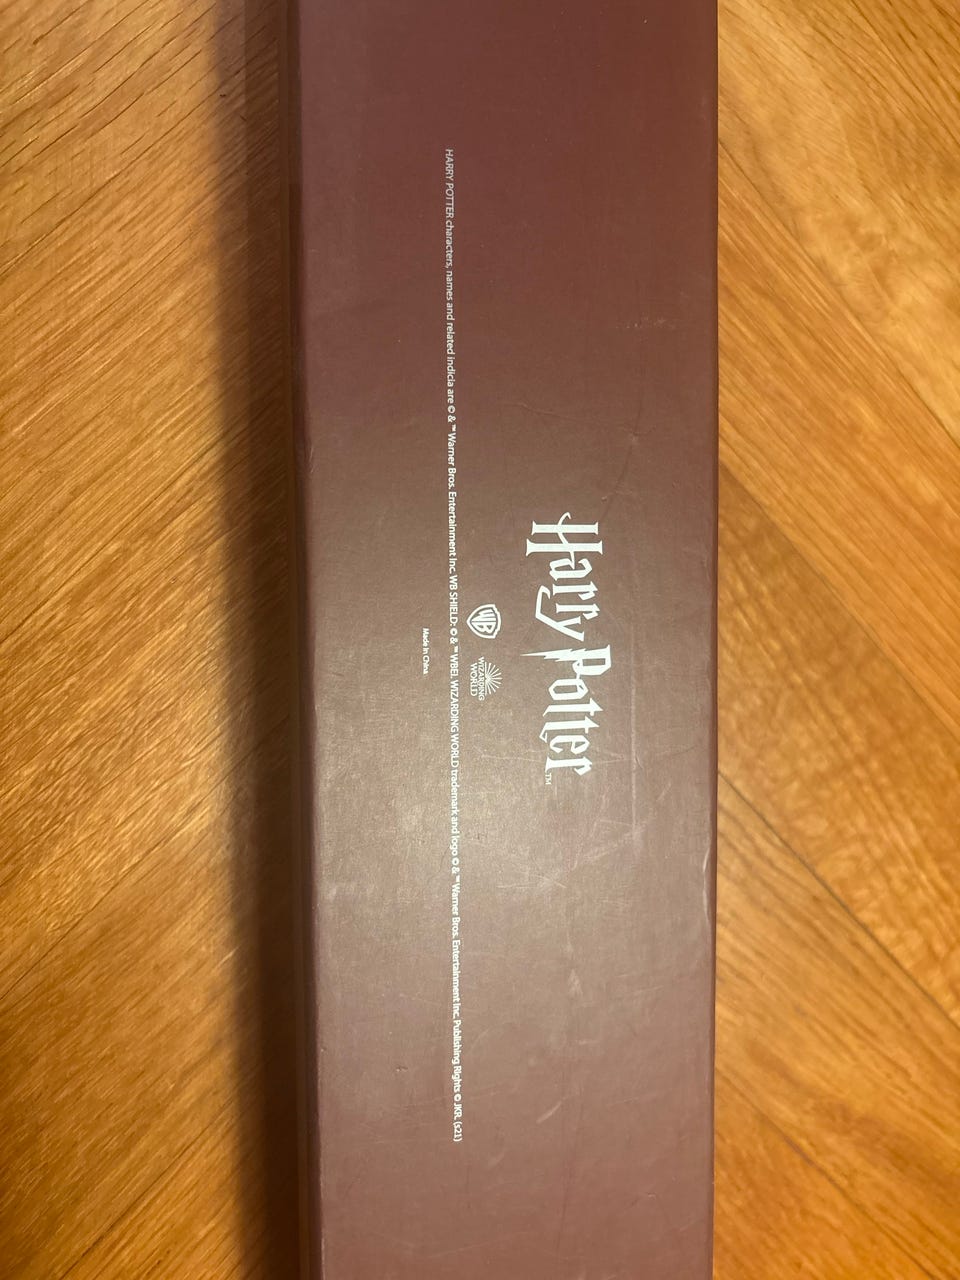 Harry Potter™
WB WIZARDING WORLD
HARRY POTTER characters, names and related indicia are © & ™ Warner Bros. Entertainment Inc. WB SHIELD: © & ™ WBEI. WIZARDING WORLD trademark and logo © & ™ Warner Bros. Entertainment Inc. Publishing Rights © JKR. (s21)
Made in China